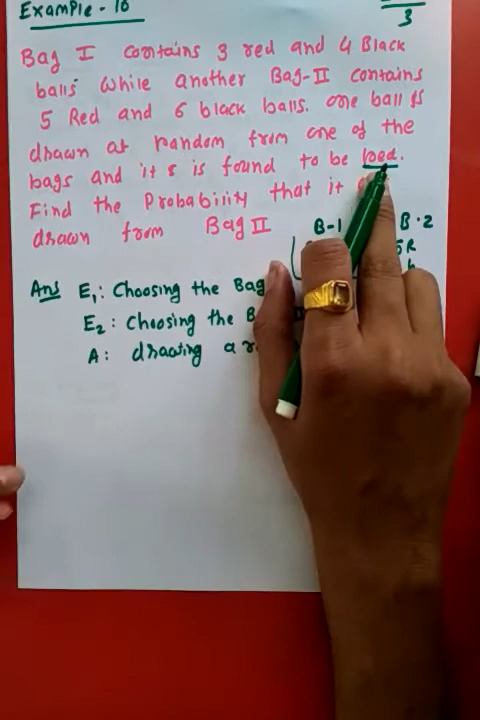 Example - 16
3
Bag I contains 3 red and 4 Black
balls while another Bag-II contains
5 Red and 6 black balls. one ball is
drawn at random from one of the
bags and it s is found to be red.
Find the Probability that it
drawn from Bag II
B-1 B.2
5R
Ans E₁: Choosing the Bag
E₂: Choosing the B
A: drawing a